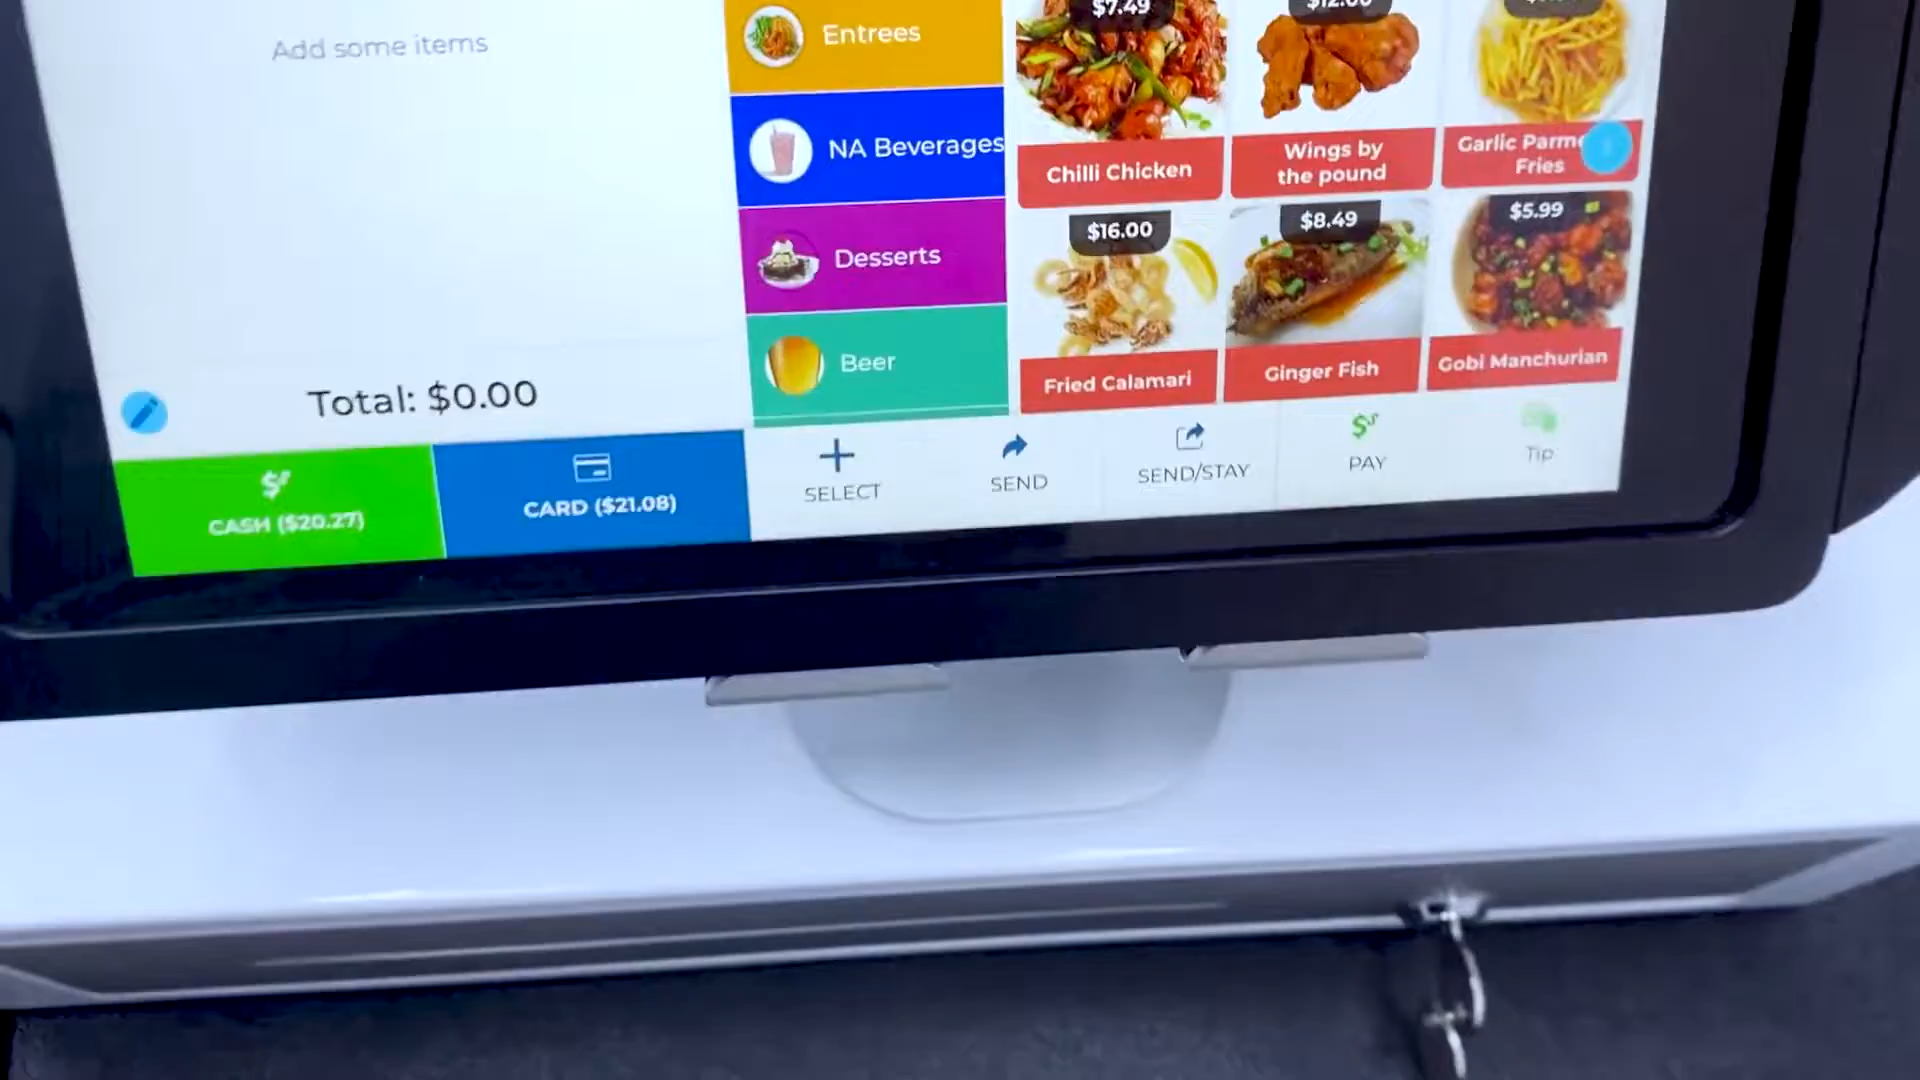 Add some items
Total: $0.00
CASH ($20.27)
CARD ($21.08)
Entrees
NA Beverages
Desserts
Beer
$7.49
Chilli Chicken
$12.00
Wings by
the pound
Garlic
Fries
$16.00
Fried Calamari
$8.49
Ginger Fish
$5.99
Gobi Manchurian
SELECT
SEND
SEND/STAY
PAY
Tip